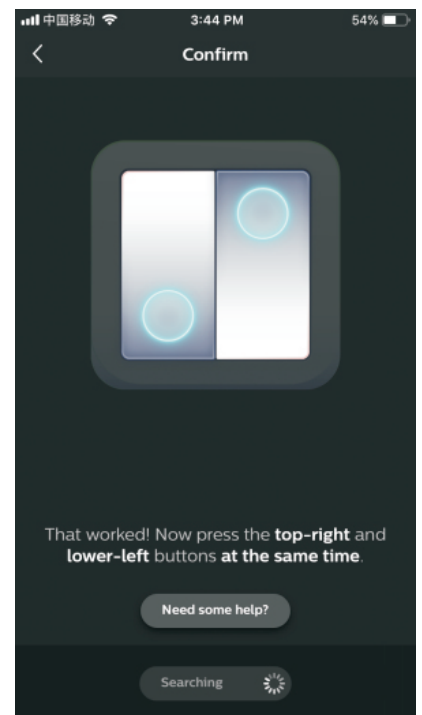 中国移动 3:44 PM 54%
Confirm
That worked! Now press the top-right and
lower-left buttons at the same time.
Need some help?
Searching